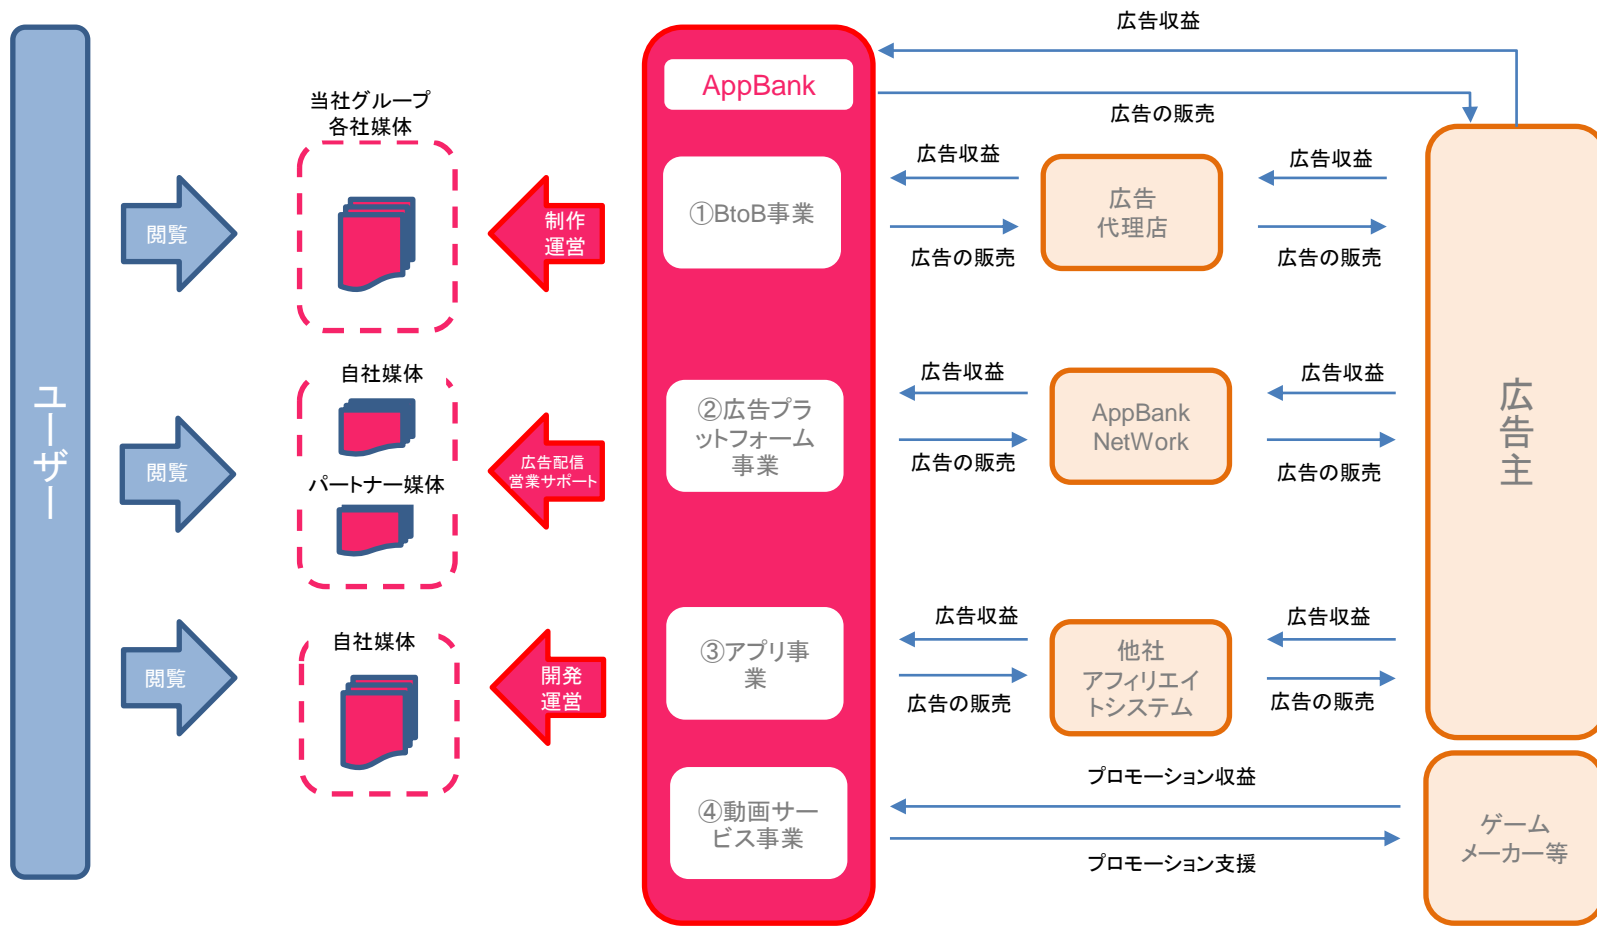 広告収益
AppBank
広告の販売
当社グループ
各社媒体
ユーザー
閲覧
制作
運営
①BtoB事業
広告収益
広告の販売
広告
代理店
広告収益
広告の販売
広告主
自社媒体
パートナー媒体
閲覧
広告配信
営業サポート
②広告プラ
ットフォーム
事業
広告収益
広告の販売
AppBank
NetWork
広告収益
広告の販売
自社媒体
閲覧
開発
運営
③アプリ事
業
広告収益
広告の販売
他社
アフィリエイ
トシステム
広告収益
広告の販売
④動画サー
ビス事業
プロモーション収益
プロモーション支援
ゲーム
メーカー等